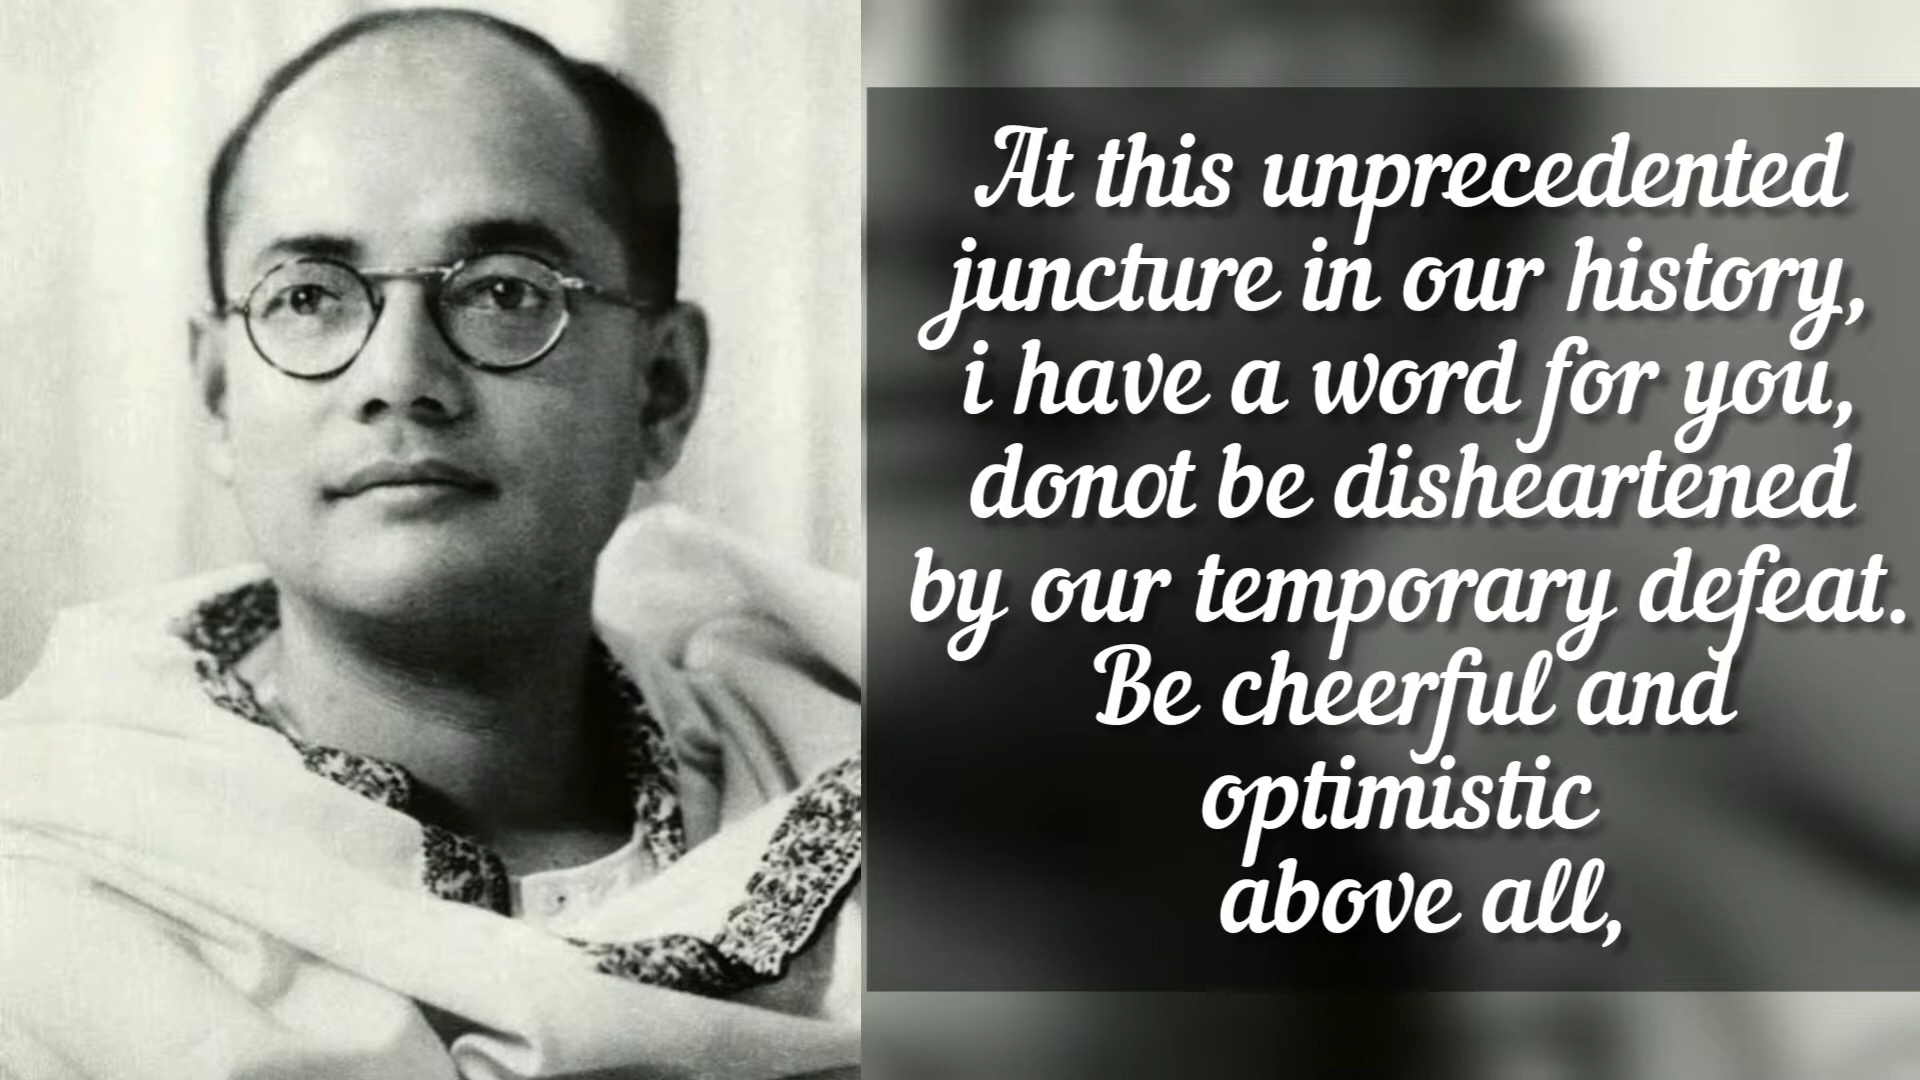 At this unprecedented
juncture in our history,
i have a word for you,
donot be disheartened
by our temporary defeat.
Be cheerful and
optimistic
above all,